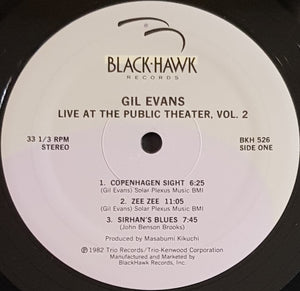 BLACK-HAWK
RECORDS
GIL EVANS
LIVE AT THE PUBLIC THEATER, VOL. 2
33 1/3 RPM
STEREO
BKH 526
SIDE ONE
1. COPENHAGEN SIGHT 6:25
(Gil Evans) Solar Plexus Music BMI
2. ZEE ZEE 11:05
(Gil Evans) Solar Plexus Music BMI
3. SIRHAN'S BLUES 7:45
(John Benson Brooks)
Produced by Masabumi Kikuchi
℗1982 Trio Records/Trio-Kenwood Corporation
Manufactured and Marketed by
BlackHawk Records, Inc.